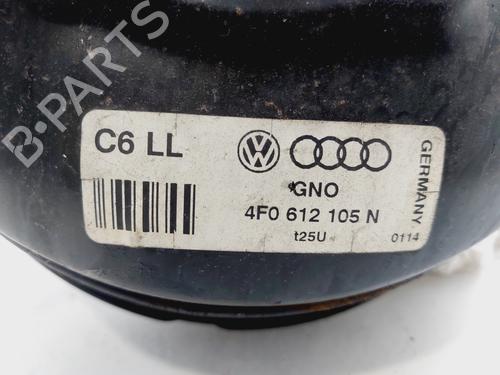 B-PARTS
C6 LL
GNO
4F0 612 105 N
t25U
0114
GERMANY